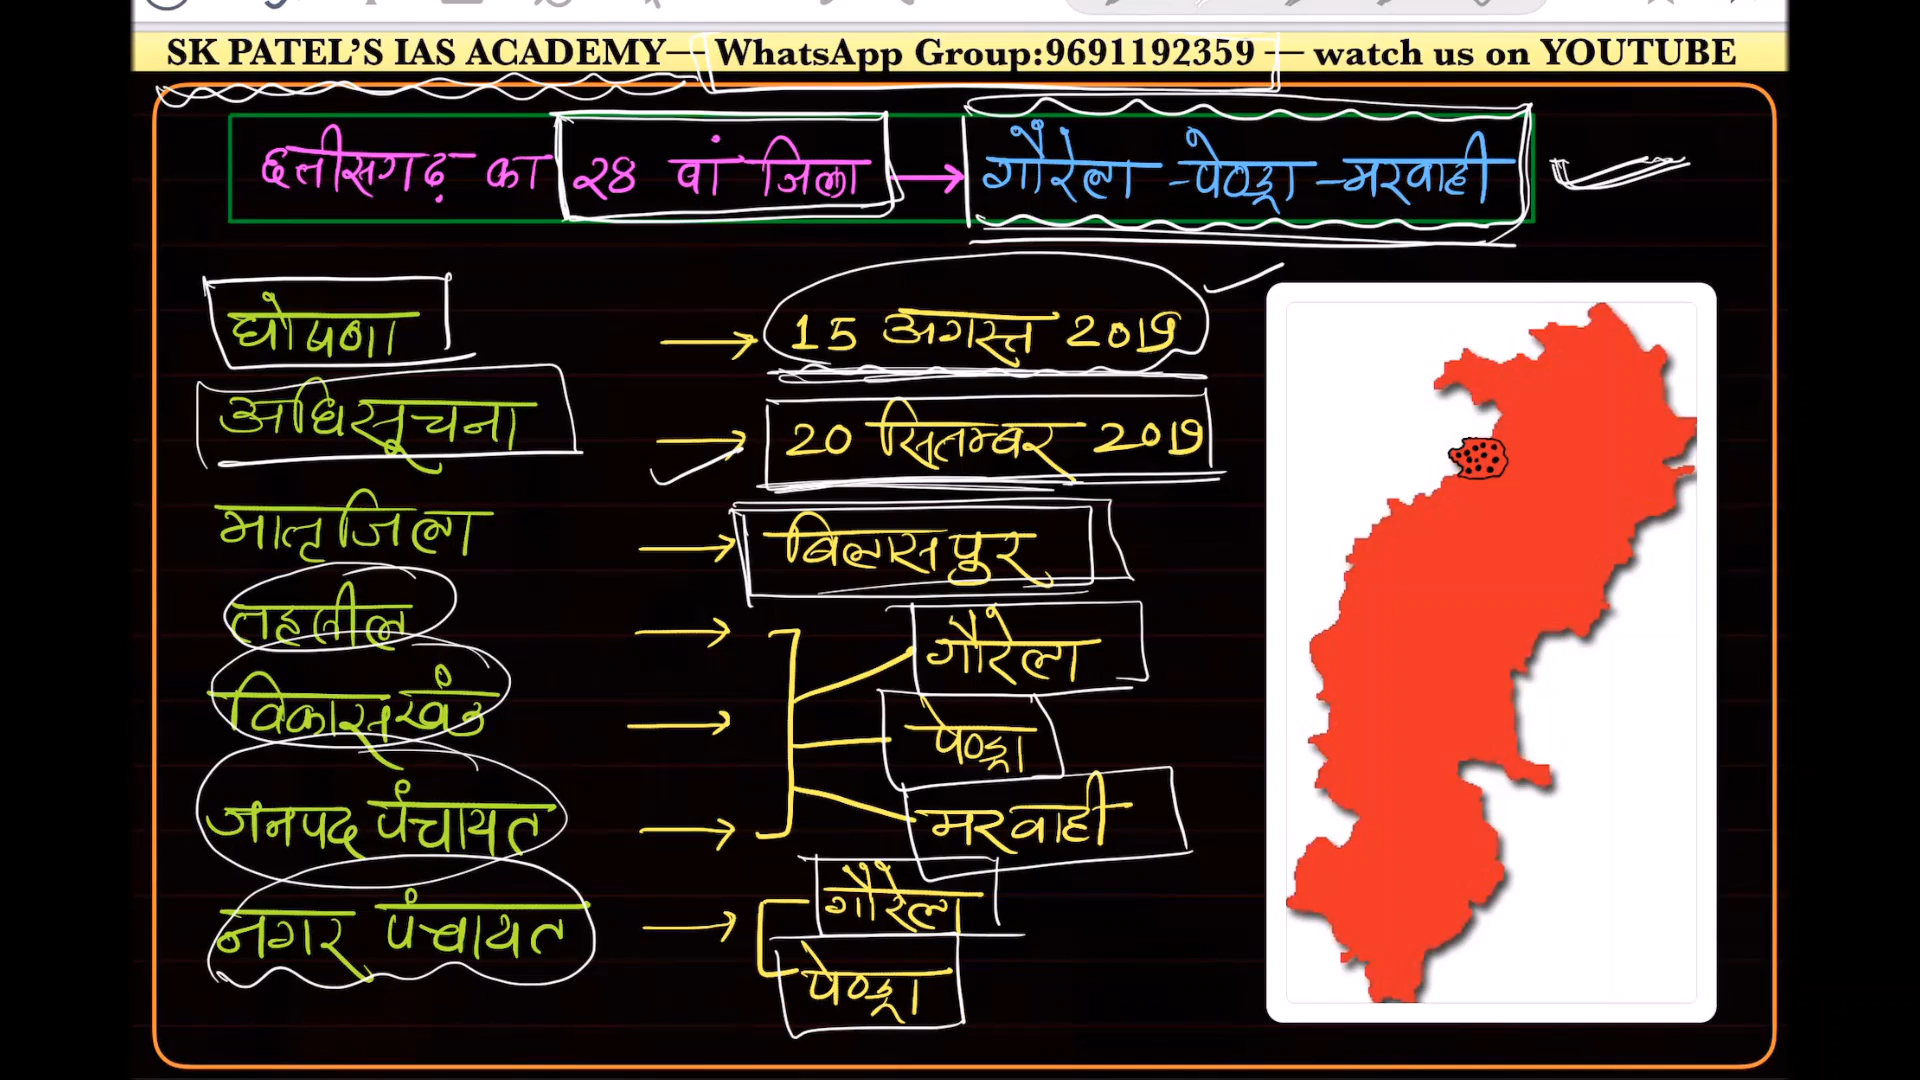 SK PATEL'S IAS ACADEMY— WhatsApp Group:9691192359 — watch us on YOUTUBE
छत्तीसगढ़ का २८ वां जिला → गौरेला -पेण्ड्रा -मरवाही
घोषणा → 15 अगस्त 2019
अधिसूचना → 20 सितम्बर 2019
मातृजिला → बिलासपुर
तहसील → गौरेला
विकासखंड → पेण्ड्रा
जनपद पंचायत → मरवाही
नगर पंचायत → गौरेला
पेण्ड्रा